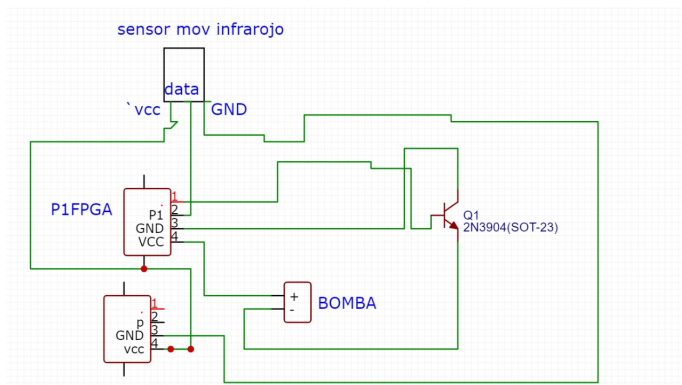 sensor mov infrarojo
data
`vcc
GND
P1FPGA
1
P1 2
GND 3
VCC 4
Q1
2N3904(SOT-23)
+
-
BOMBA
1
p 2
GND 3
vcc 4